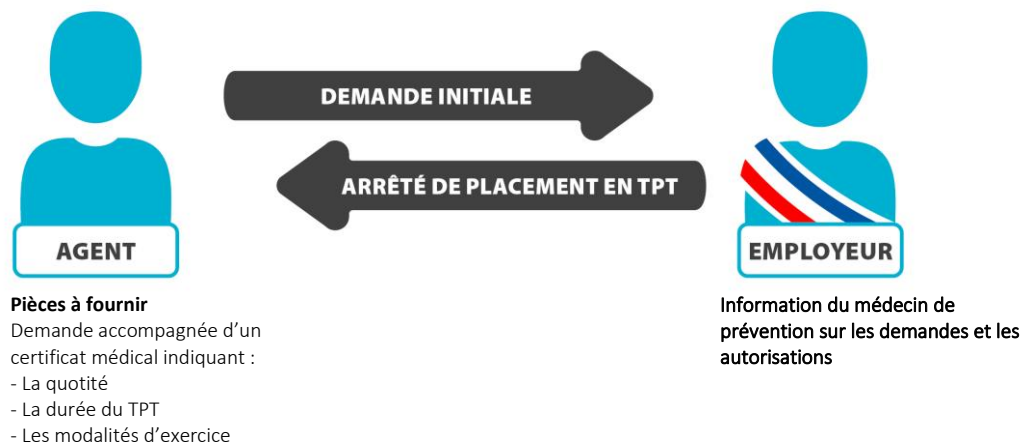 DEMANDE INITIALE
ARRÊTÉ DE PLACEMENT EN TPT
AGENT
EMPLOYEUR
Pièces à fournir
Demande accompagnée d’un
certificat médical indiquant :
- La quotité
- La durée du TPT
- Les modalités d’exercice
Information du médecin de
prévention sur les demandes et les
autorisations